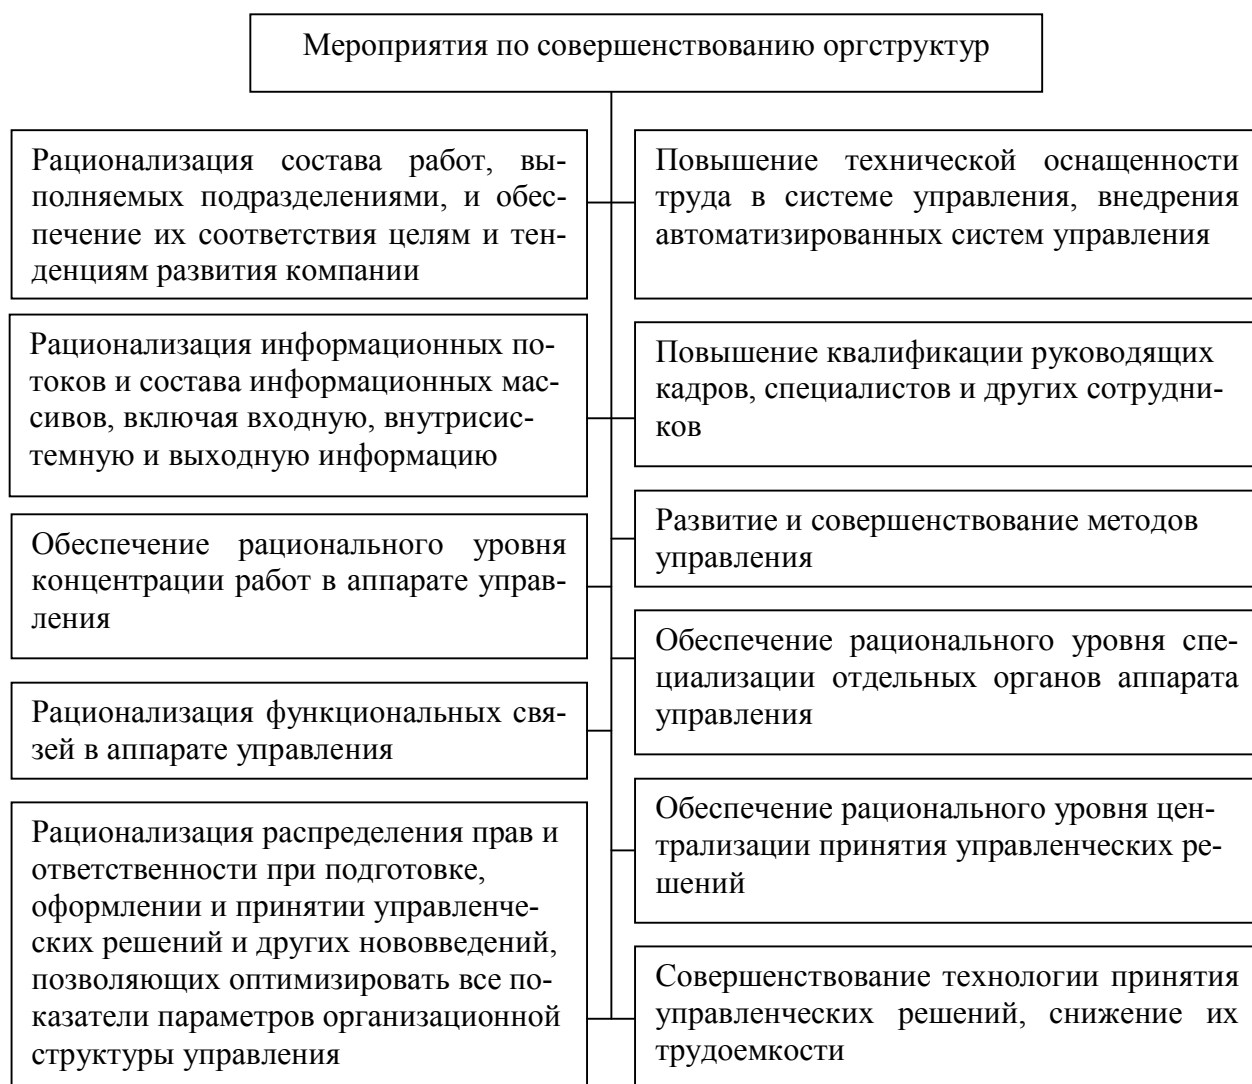 Мероприятия по совершенствованию оргструктур
Рационализация состава работ, вы-
полняемых подразделениями, и обес-
печение их соответствия целям и тен-
денциям развития компании
Рационализация информационных по-
токов и состава информационных мас-
сивов, включая входную, внутрисис-
темную и выходную информацию
Обеспечение рационального уровня
концентрации работ в аппарате управ-
ления
Рационализация функциональных свя-
зей в аппарате управления
Рационализация распределения прав и
ответственности при подготовке,
оформлении и принятии управленче-
ских решений и других нововведений,
позволяющих оптимизировать все по-
казатели параметров организационной
структуры управления
Повышение технической оснащенности
труда в системе управления, внедрения
автоматизированных систем управления
Повышение квалификации руководящих
кадров, специалистов и других сотрудни-
ков
Развитие и совершенствование методов
управления
Обеспечение рационального уровня спе-
циализации отдельных органов аппарата
управления
Обеспечение рационального уровня цен-
трализации принятия управленческих ре-
шений
Совершенствование технологии принятия
управленческих решений, снижение их
трудоемкости